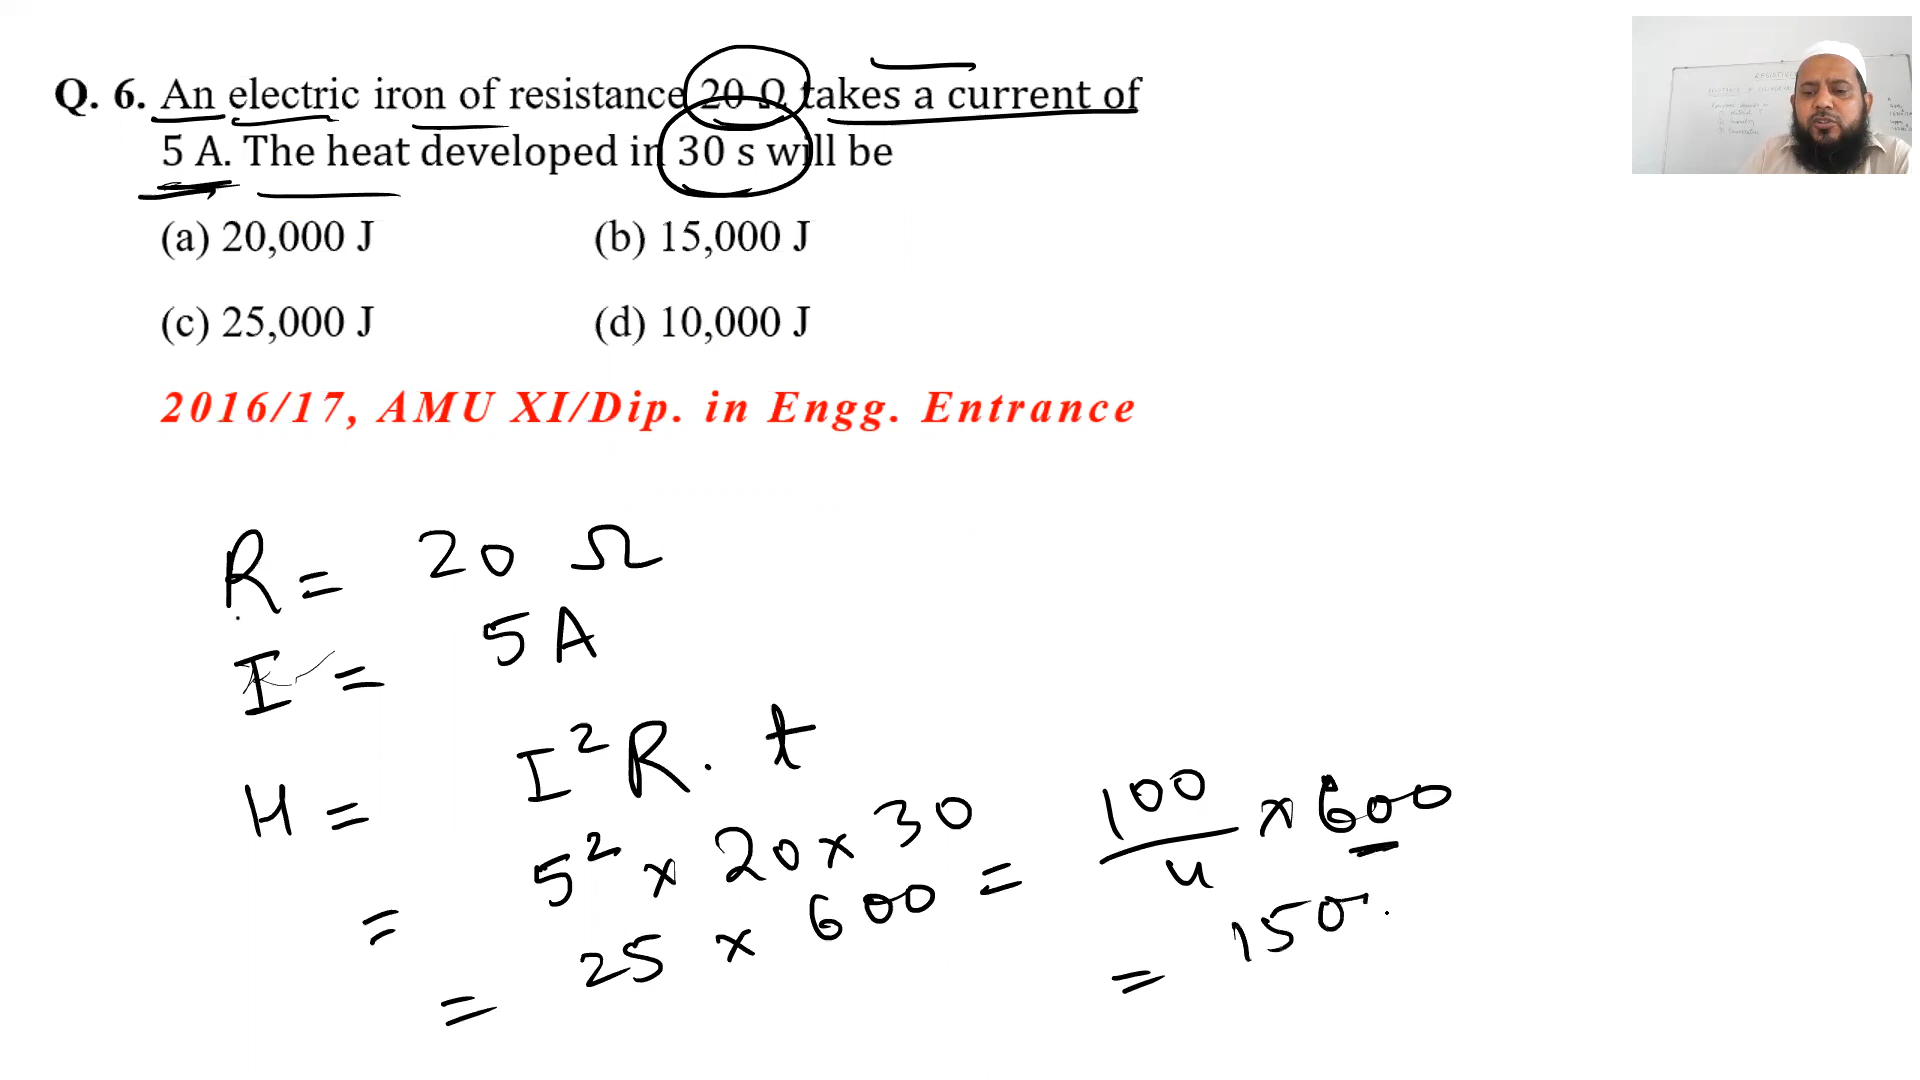 Q. 6. An electric iron of resistance 20 Ω takes a current of
5 A. The heat developed in 30 s will be
(a) 20,000 J (b) 15,000 J
(c) 25,000 J (d) 10,000 J
2016/17, AMU XI/Dip. in Engg. Entrance
R = 20 Ω
I = 5A
H = I² R. t
= 5² × 20 × 30
= 25 × 600 = 100/4 × 600
= 150